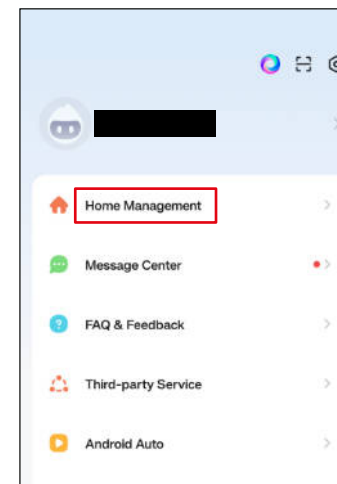 Home Management
Message Center
FAQ & Feedback
Third-party Service
Android Auto